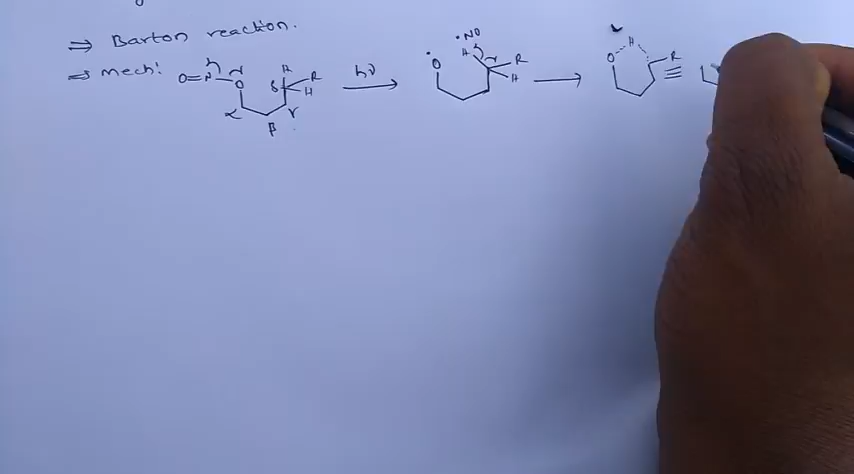 ⇒ Barton reaction.
⇒ Mech:
O=N O α β γ δ H R H
hν
O H •NO R H
O H R ≡